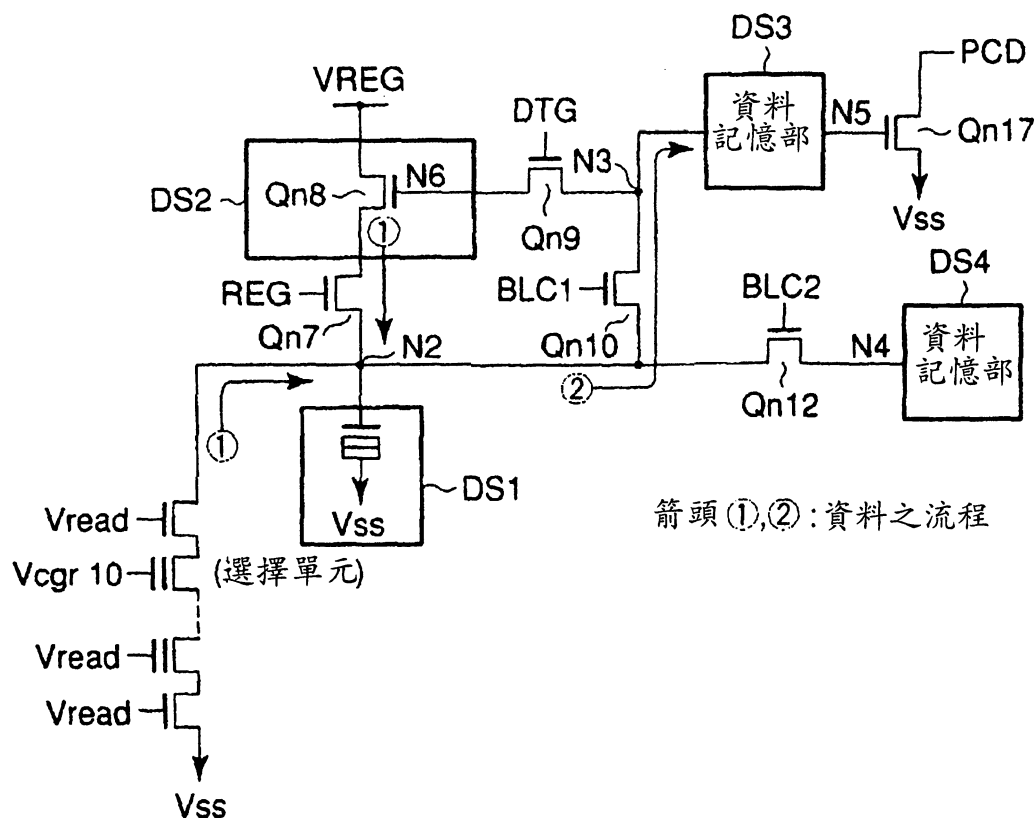 DS3
PCD
VREG
DTG
資料
記憶部
N5
Qn17
N6
N3
DS2
Qn8
①
Qn9
Vss
②
DS4
REG
BLC1
BLC2
Qn7
N2
Qn10
N4
資料
記憶部
①
②
Qn12
DS1
Vss
箭頭①,②:資料之流程
Vread
Vcgr 10
(選擇單元)
Vread
Vread
Vss